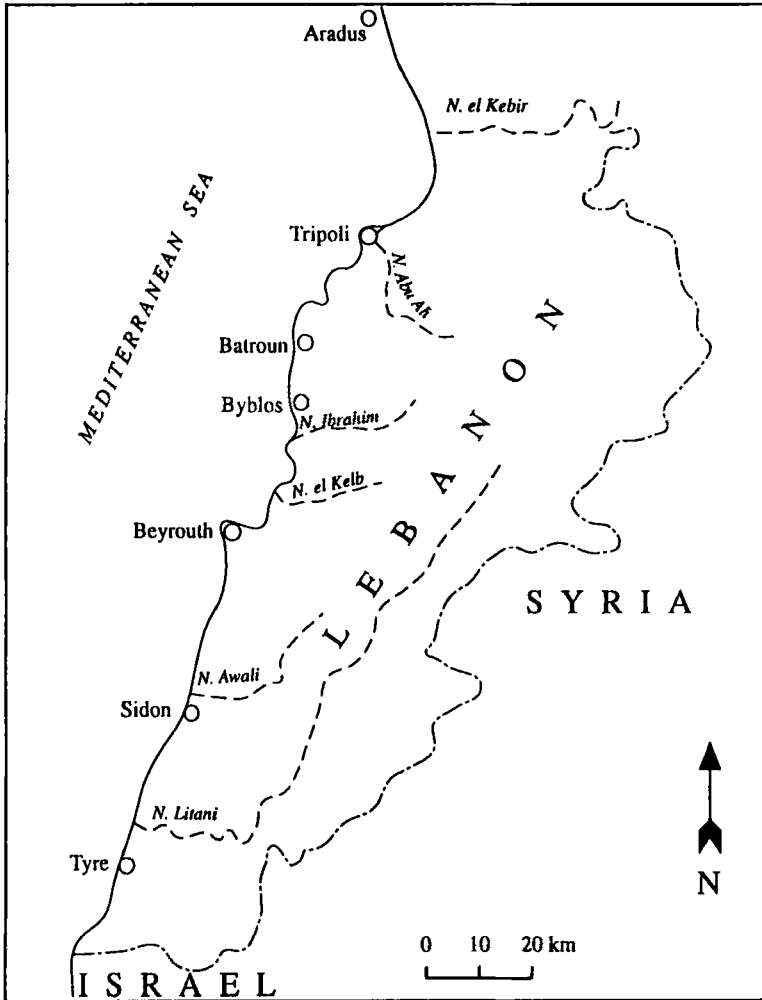 Aradus
N. el Kebir
MEDITERRANEAN SEA
Tripoli
N. Abu Ali
Batroun
Byblos
N. Ibrahim
N. el Kelb
Beyrouth
LEBANON
SYRIA
N. Awali
Sidon
N. Litani
Tyre
N
0 10 20 km
ISRAEL